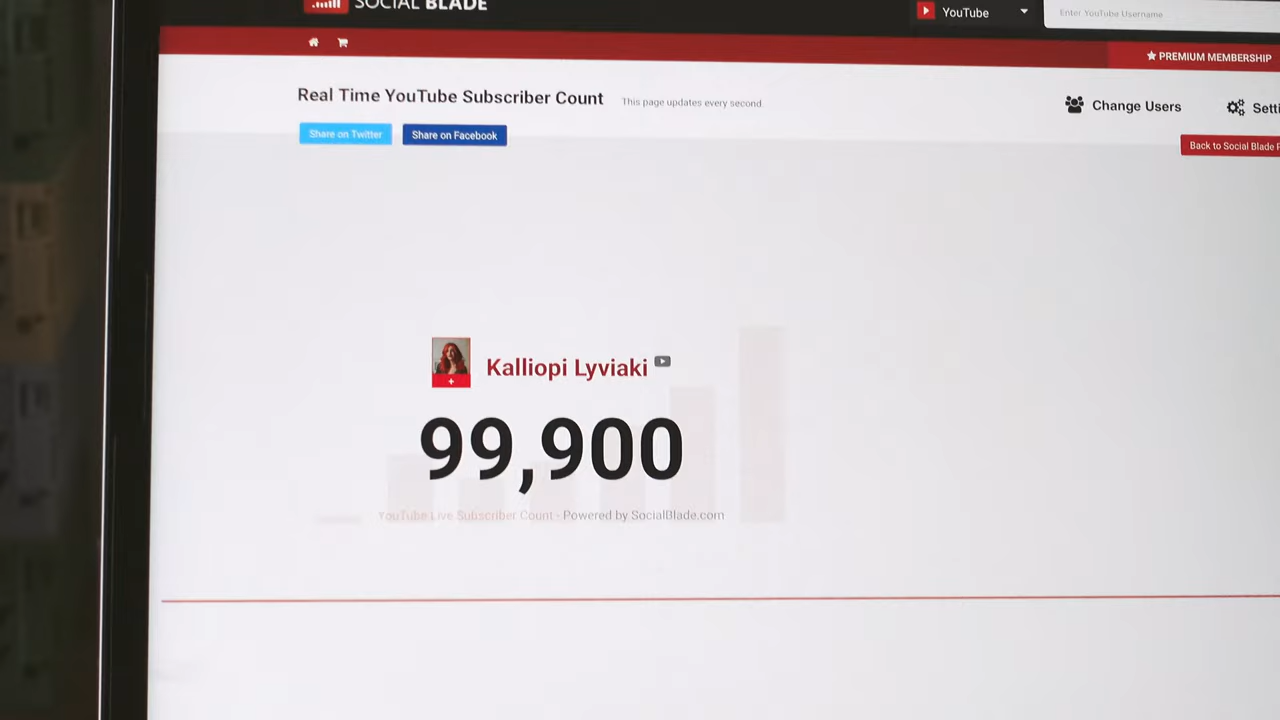 SOCIAL BLADE
YouTube
Enter YouTube Username
PREMIUM MEMBERSHIP
Real Time YouTube Subscriber Count
This page updates every second.
Change Users
Setti
Share on Twitter
Share on Facebook
Back to Social Blade P
Kalliopi Lyviaki
99,900
YouTube Live Subscriber Count - Powered by SocialBlade.com